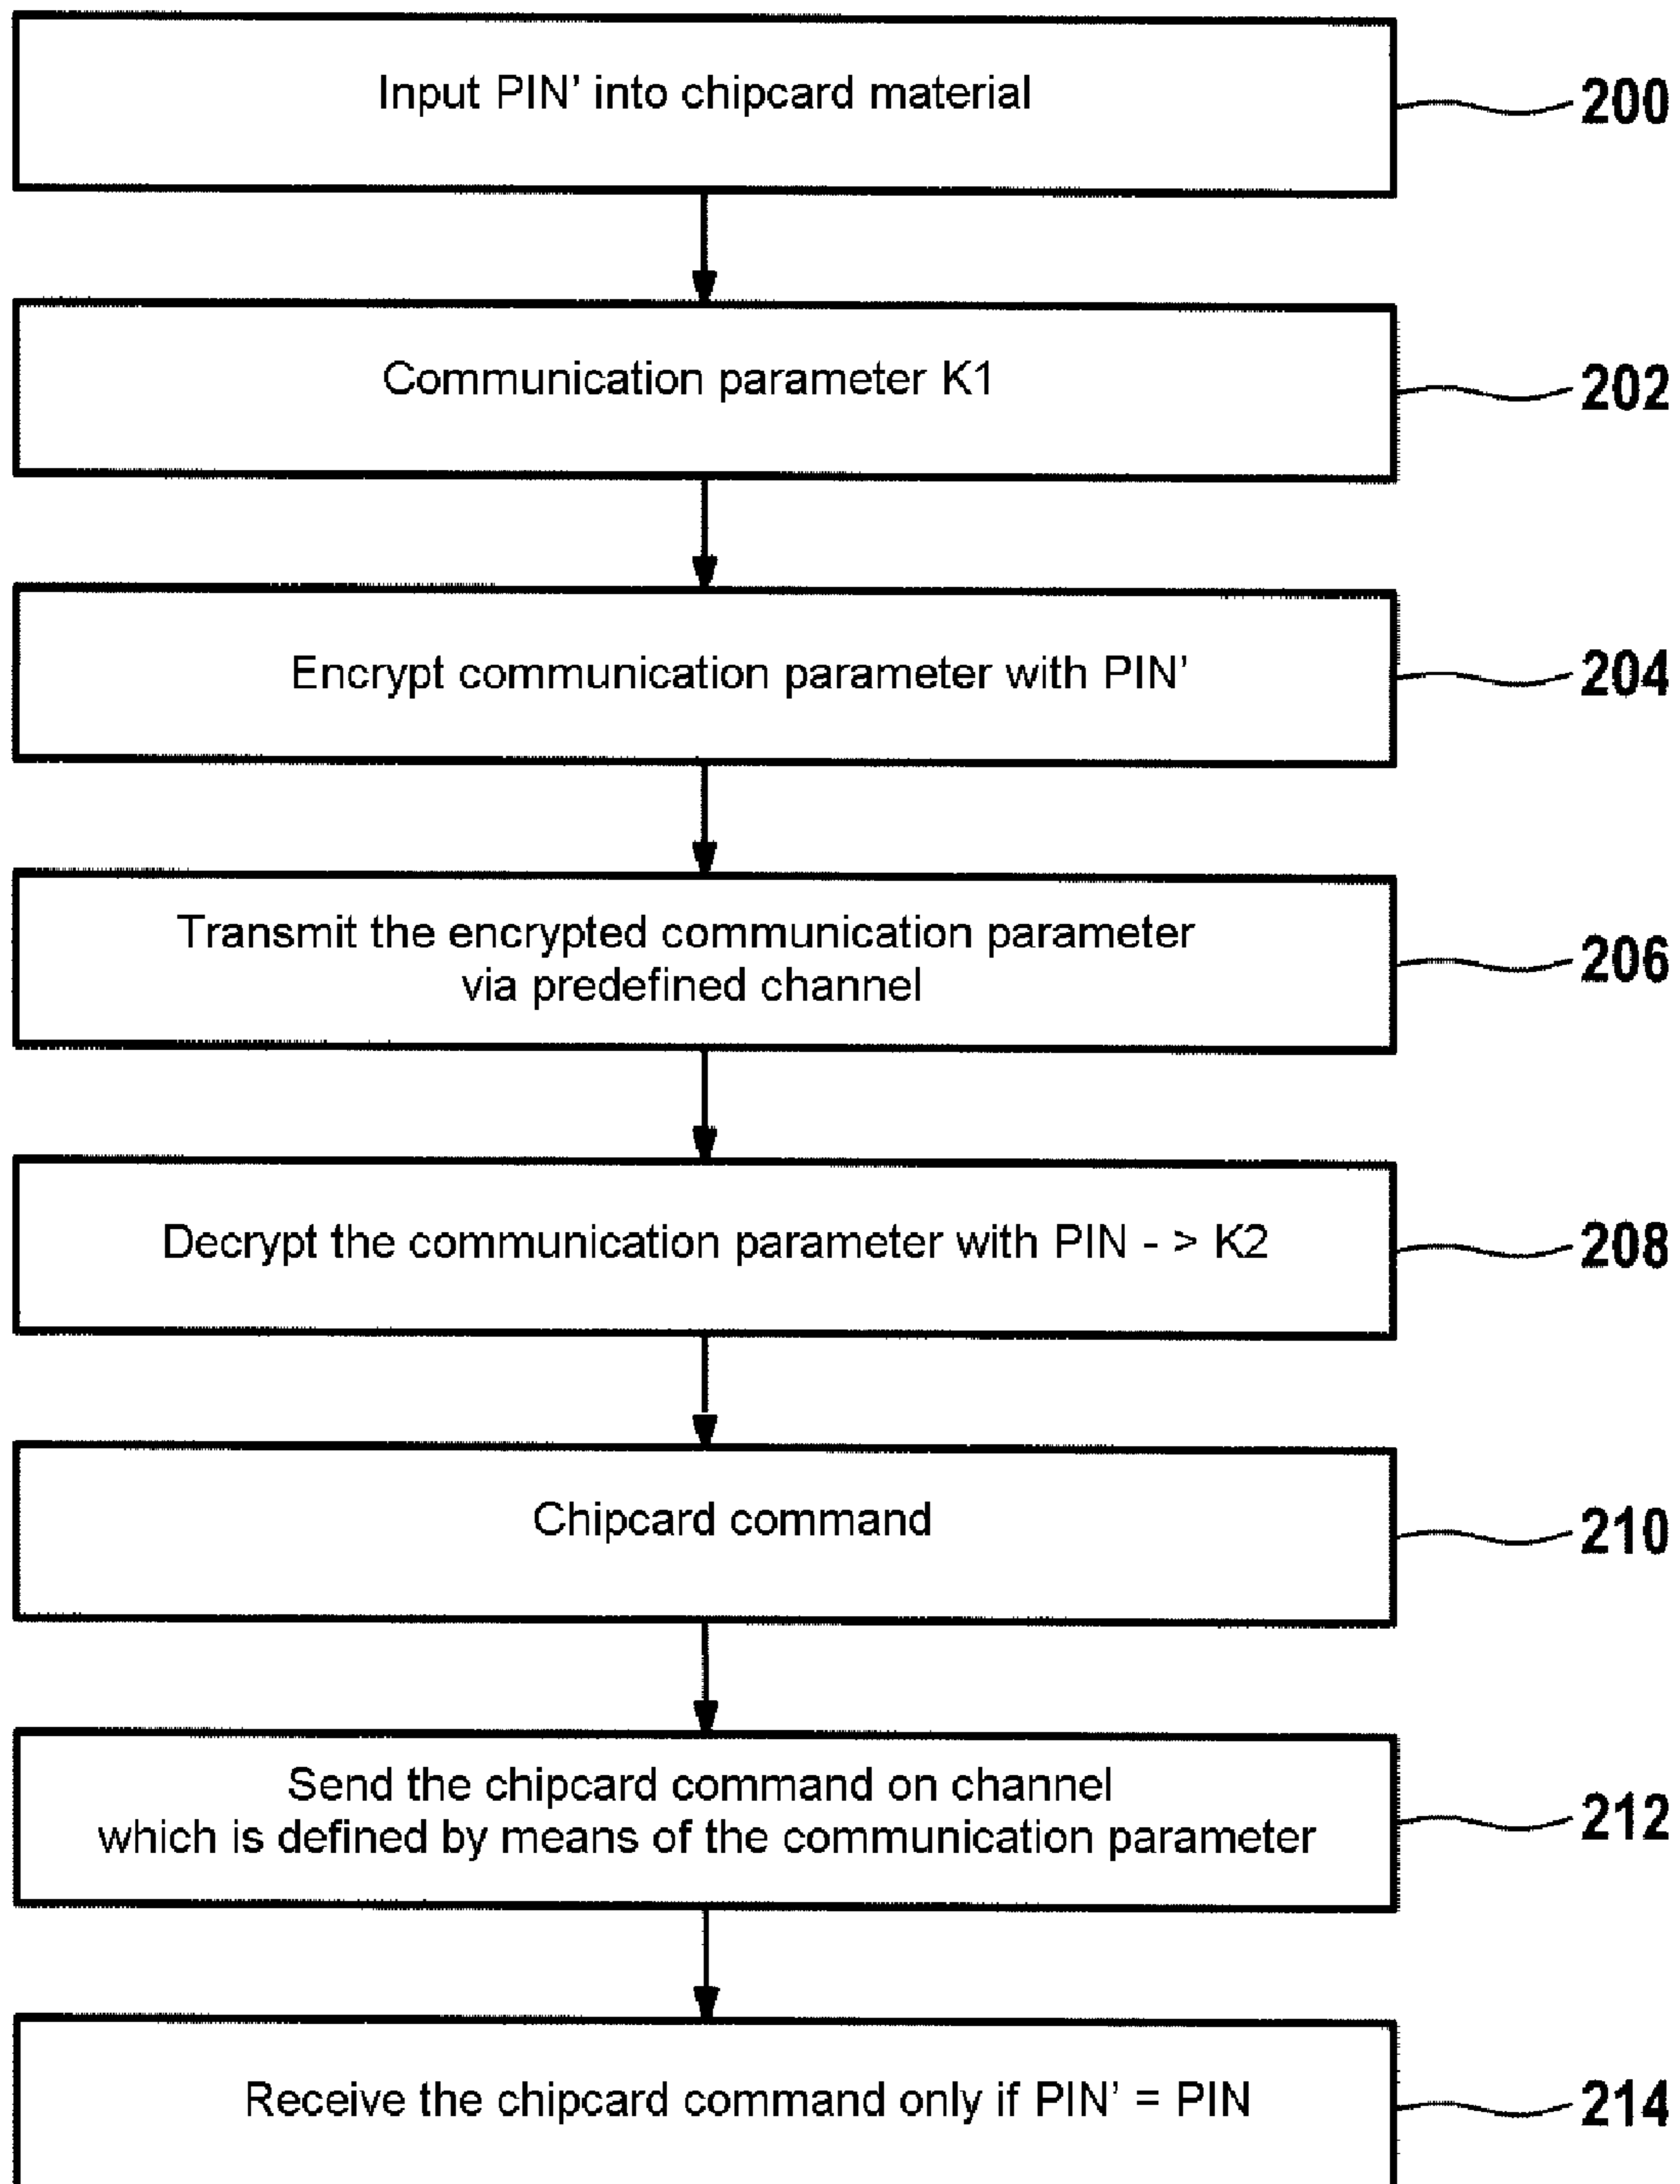 Input PIN’ into chipcard material
200
Communication parameter K1
202
Encrypt communication parameter with PIN’
204
Transmit the encrypted communication parameter
via predefined channel
206
Decrypt the communication parameter with PIN - > K2
208
Chipcard command
210
Send the chipcard command on channel
which is defined by means of the communication parameter
212
Receive the chipcard command only if PIN’ = PIN
214